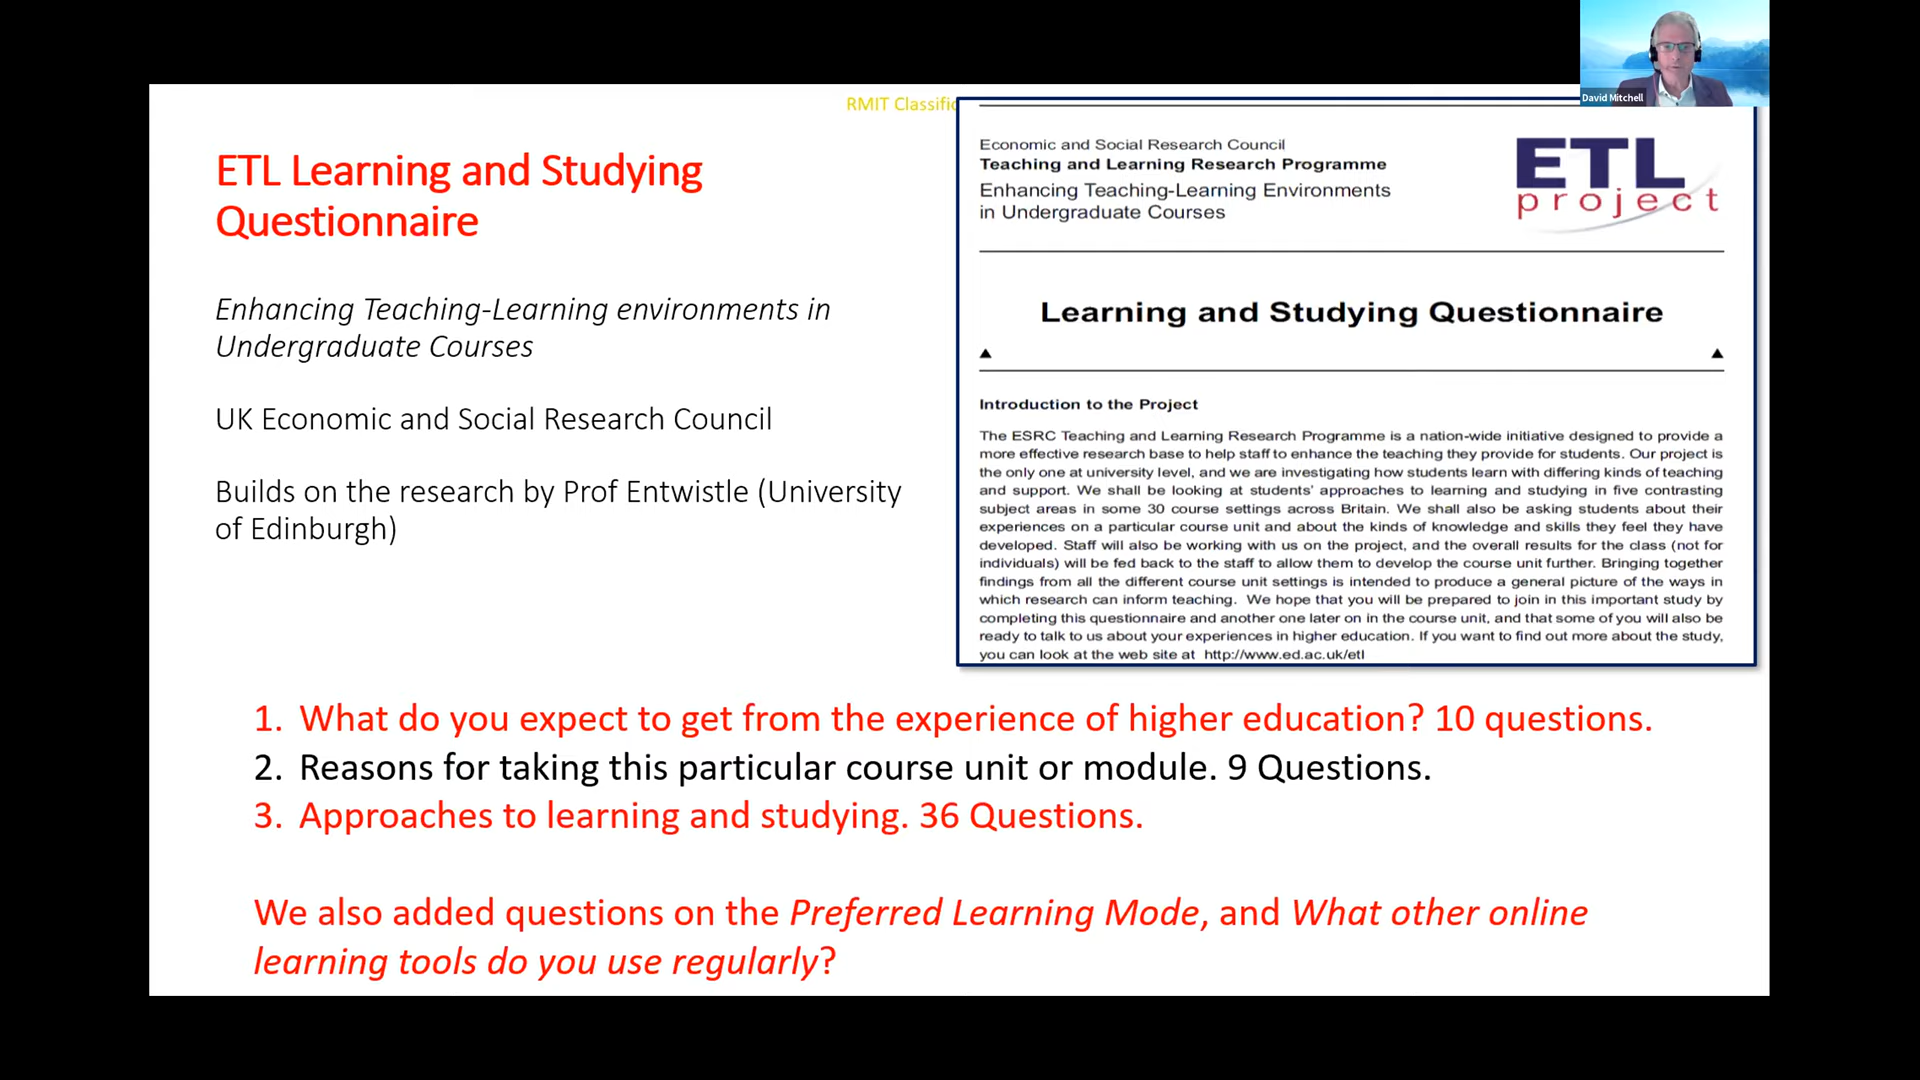 David Mitchell
RMIT Classific
ETL Learning and Studying
Questionnaire
Enhancing Teaching-Learning environments in
Undergraduate Courses
UK Economic and Social Research Council
Builds on the research by Prof Entwistle (University
of Edinburgh)
Economic and Social Research Council
Teaching and Learning Research Programme
Enhancing Teaching-Learning Environments
in Undergraduate Courses
ETL
project
Learning and Studying Questionnaire
Introduction to the Project
The ESRC Teaching and Learning Research Programme is a nation-wide initiative designed to provide a
more effective research base to help staff to enhance the teaching they provide for students. Our project is
the only one at university level, and we are investigating how students learn with differing kinds of teaching
and support. We shall be looking at students' approaches to learning and studying in five contrasting
subject areas in some 30 course settings across Britain. We shall also be asking students about their
experiences on a particular course unit and about the kinds of knowledge and skills they feel they have
developed. Staff will also be working with us on the project, and the overall results for the class (not for
individuals) will be fed back to the staff to allow them to develop the course unit further. Bringing together
findings from all the different course unit settings is intended to produce a general picture of the ways in
which research can inform teaching. We hope that you will be prepared to join in this important study by
completing this questionnaire and another one later on in the course unit, and that some of you will also be
ready to talk to us about your experiences in higher education. If you want to find out more about the study,
you can look at the web site at http://www.ed.ac.uk/etl
1. What do you expect to get from the experience of higher education? 10 questions.
2. Reasons for taking this particular course unit or module. 9 Questions.
3. Approaches to learning and studying. 36 Questions.
We also added questions on the Preferred Learning Mode, and What other online
learning tools do you use regularly?